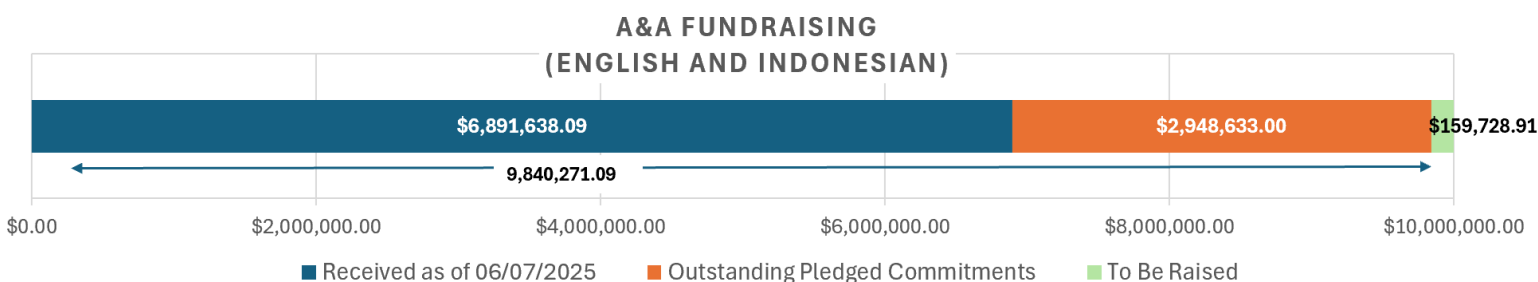 A&A FUNDRAISING
(ENGLISH AND INDONESIAN)
$6,891,638.09 $2,948,633.00 $159,728.91
9,840,271.09
$0.00 $2,000,000.00 $4,000,000.00 $6,000,000.00 $8,000,000.00 $10,000,000.00
Received as of 06/07/2025 Outstanding Pledged Commitments To Be Raised